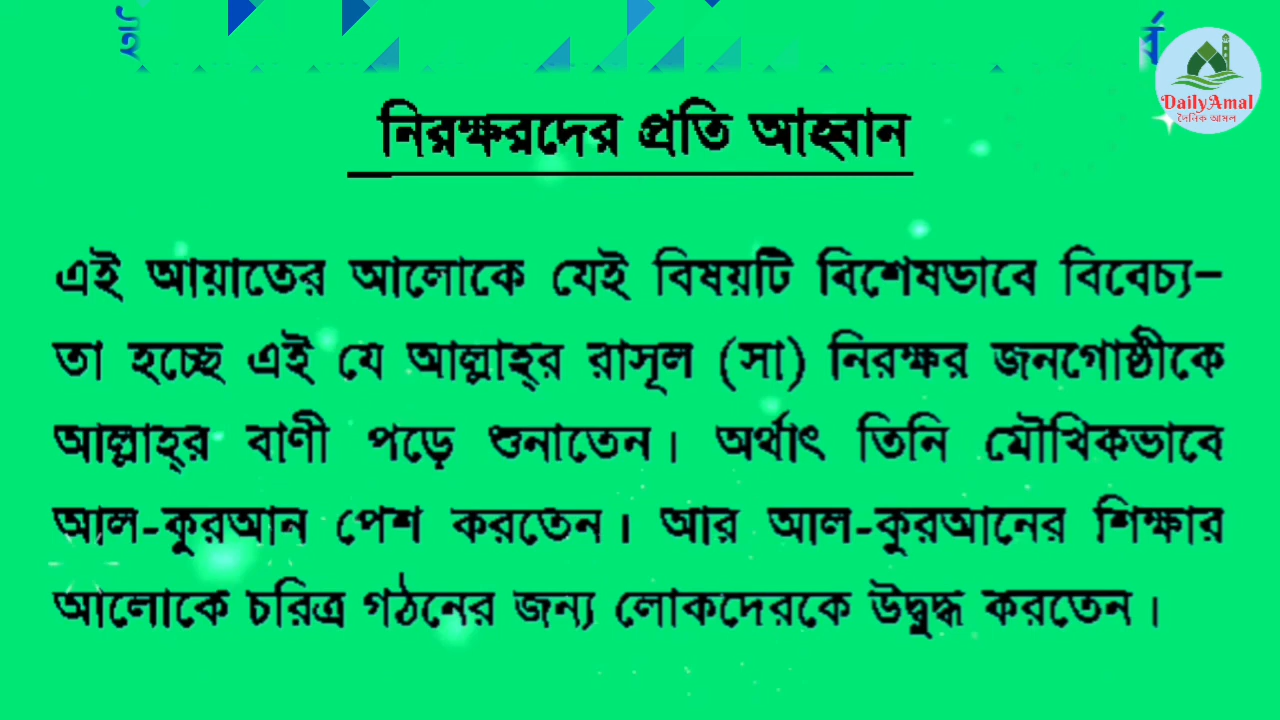 DailyAmal
দৈনিক আমল
নিরক্ষরদের প্রতি আহ্বান
এই আয়াতের আলোকে যেই বিষয়টি বিশেষভাবে বিবেচ্য–
তা হচ্ছে এই যে আল্লাহ্‌র রাসূল (সা) নিরক্ষর জনগোষ্ঠীকে
আল্লাহ্‌র বাণী পড়ে শুনাতেন। অর্থাৎ তিনি মৌখিকভাবে
আল-কুরআন পেশ করতেন। আর আল-কুরআনের শিক্ষার
আলোকে চরিত্র গঠনের জন্য লোকদেরকে উদ্বুদ্ধ করতেন।